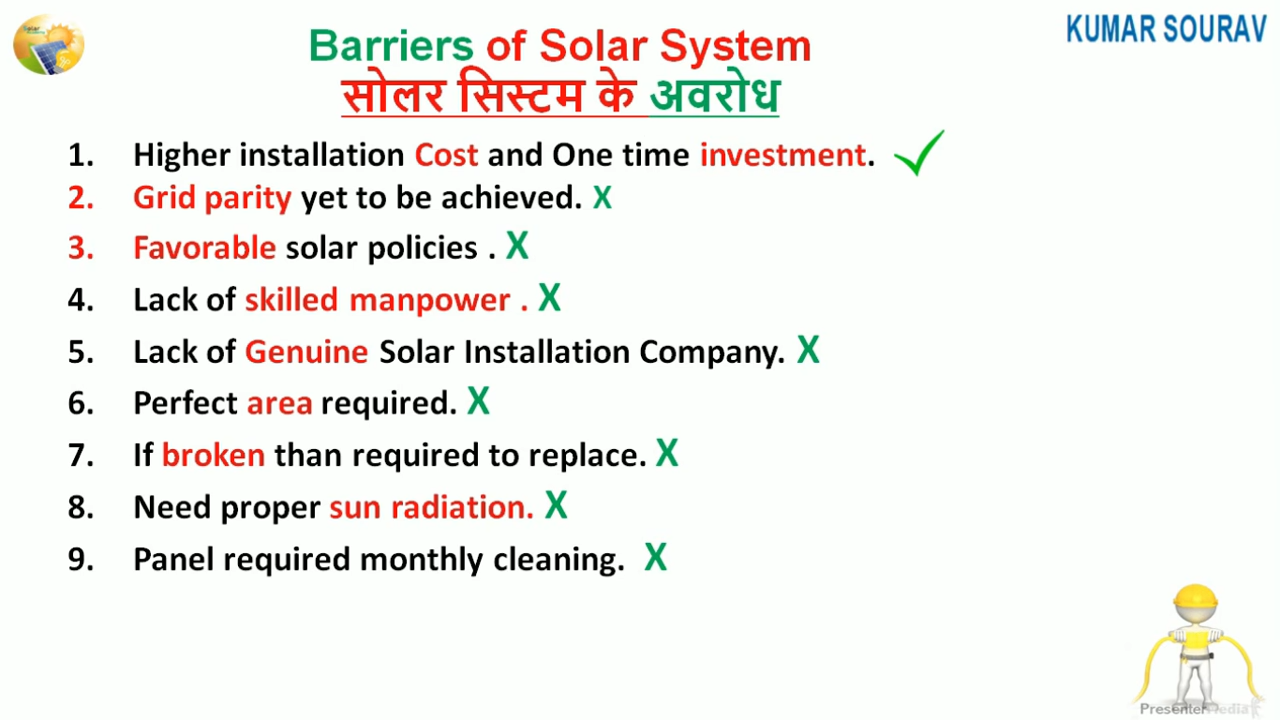 KUMAR SOURAV
Barriers of Solar System
सोलर सिस्टम के अवरोध
1. Higher installation Cost and One time investment. ✓
2. Grid parity yet to be achieved. X
3. Favorable solar policies . X
4. Lack of skilled manpower . X
5. Lack of Genuine Solar Installation Company. X
6. Perfect area required. X
7. If broken than required to replace. X
8. Need proper sun radiation. X
9. Panel required monthly cleaning. X
PresenterMedia